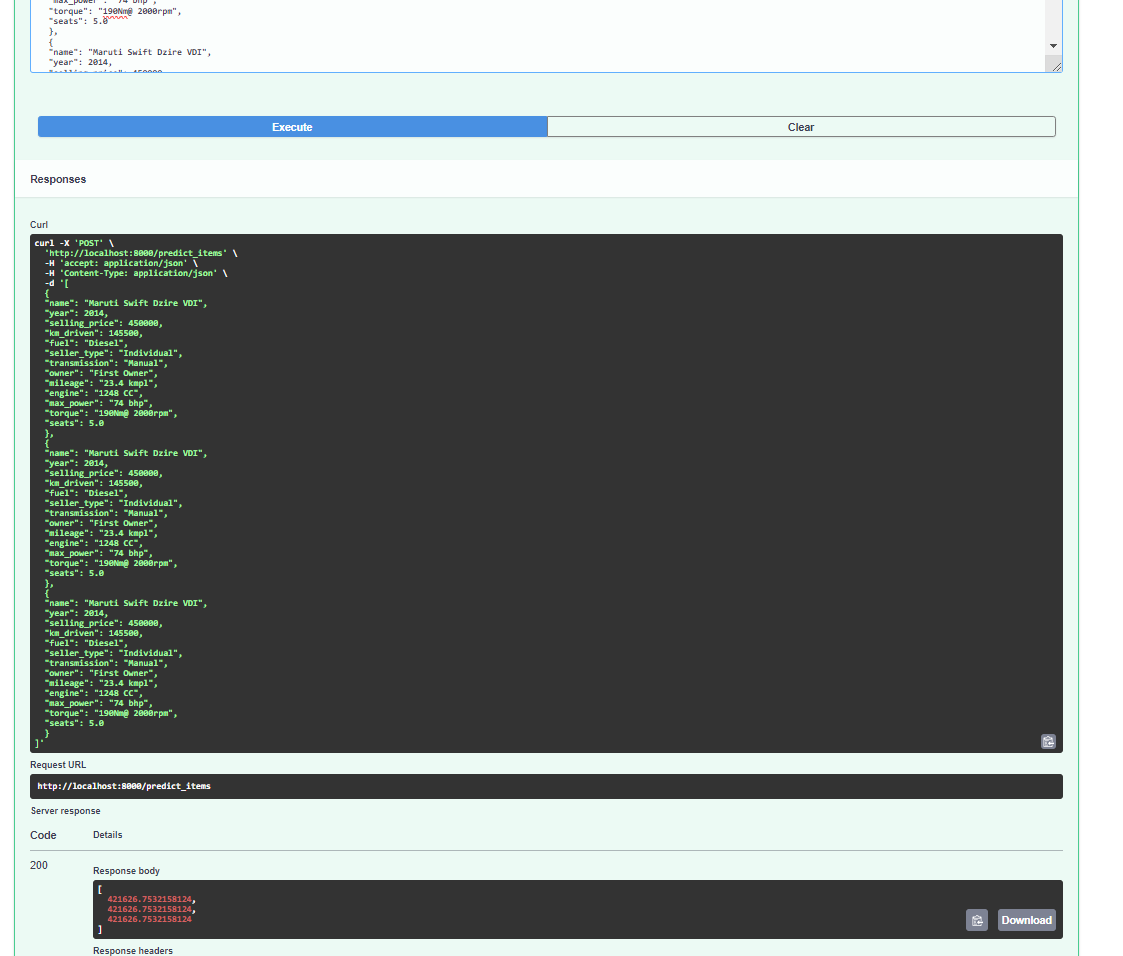 "max_power": "74 bhp",
"torque": "190Nm@ 2000rpm",
"seats": 5.0
},
{
"name": "Maruti Swift Dzire VDI",
"year": 2014,
"selling_price": 450000,
Execute
Clear
Responses
Curl
curl -X 'POST' \
'http://localhost:8000/predict_items' \
-H 'accept: application/json' \
-H 'Content-Type: application/json' \
-d '[
{
"name": "Maruti Swift Dzire VDI",
"year": 2014,
"selling_price": 450000,
"km_driven": 145500,
"fuel": "Diesel",
"seller_type": "Individual",
"transmission": "Manual",
"owner": "First Owner",
"mileage": "23.4 kmpl",
"engine": "1248 CC",
"max_power": "74 bhp",
"torque": "190Nm@ 2000rpm",
"seats": 5.0
},
{
"name": "Maruti Swift Dzire VDI",
"year": 2014,
"selling_price": 450000,
"km_driven": 145500,
"fuel": "Diesel",
"seller_type": "Individual",
"transmission": "Manual",
"owner": "First Owner",
"mileage": "23.4 kmpl",
"engine": "1248 CC",
"max_power": "74 bhp",
"torque": "190Nm@ 2000rpm",
"seats": 5.0
},
{
"name": "Maruti Swift Dzire VDI",
"year": 2014,
"selling_price": 450000,
"km_driven": 145500,
"fuel": "Diesel",
"seller_type": "Individual",
"transmission": "Manual",
"owner": "First Owner",
"mileage": "23.4 kmpl",
"engine": "1248 CC",
"max_power": "74 bhp",
"torque": "190Nm@ 2000rpm",
"seats": 5.0
}
]'
Request URL
http://localhost:8000/predict_items
Server response
Code
Details
200
Response body
[
421626.7532158124,
421626.7532158124,
421626.7532158124
]
Download
Response headers